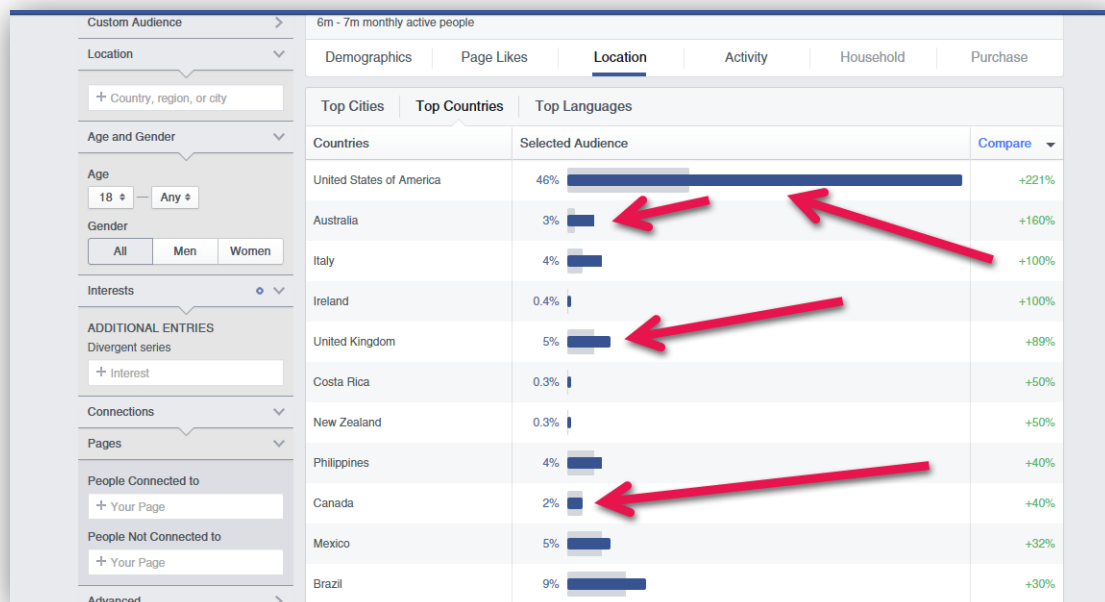 Custom Audience
Location
+ Country, region, or city
Age and Gender
Age
18 — Any
Gender
All Men Women
Interests
ADDITIONAL ENTRIES
Divergent series
+ Interest
Connections
Pages
People Connected to
+ Your Page
People Not Connected to
+ Your Page
Advanced
6m - 7m monthly active people
Demographics Page Likes Location Activity Household Purchase
Top Cities Top Countries Top Languages
Countries Selected Audience Compare
United States of America 46% +221%
Australia 3% +160%
Italy 4% +100%
Ireland 0.4% +100%
United Kingdom 5% +89%
Costa Rica 0.3% +50%
New Zealand 0.3% +50%
Philippines 4% +40%
Canada 2% +40%
Mexico 5% +32%
Brazil 9% +30%